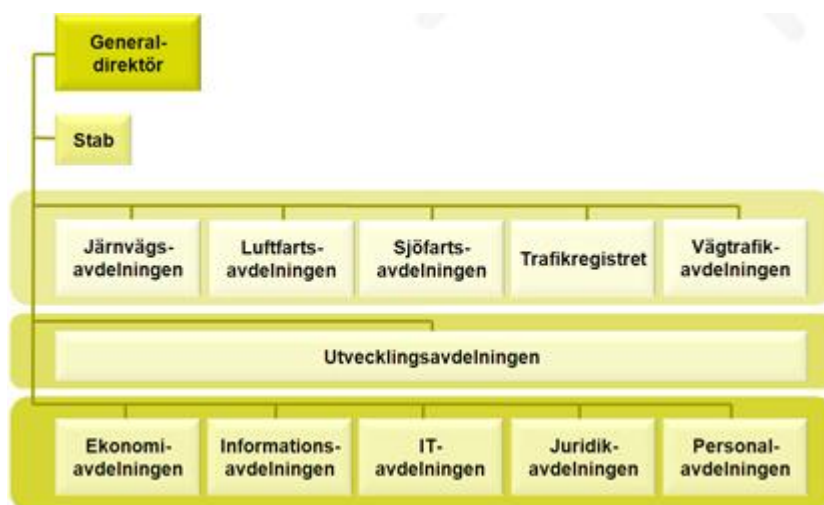 General-
direktör
Stab
Järnvägs-
avdelningen
Luftfarts-
avdelningen
Sjöfarts-
avdelningen
Trafikregistret
Vägtrafik-
avdelningen
Utvecklingsavdelningen
Ekonomi-
avdelningen
Informations-
avdelningen
IT-
avdelningen
Juridik-
avdelningen
Personal-
avdelningen